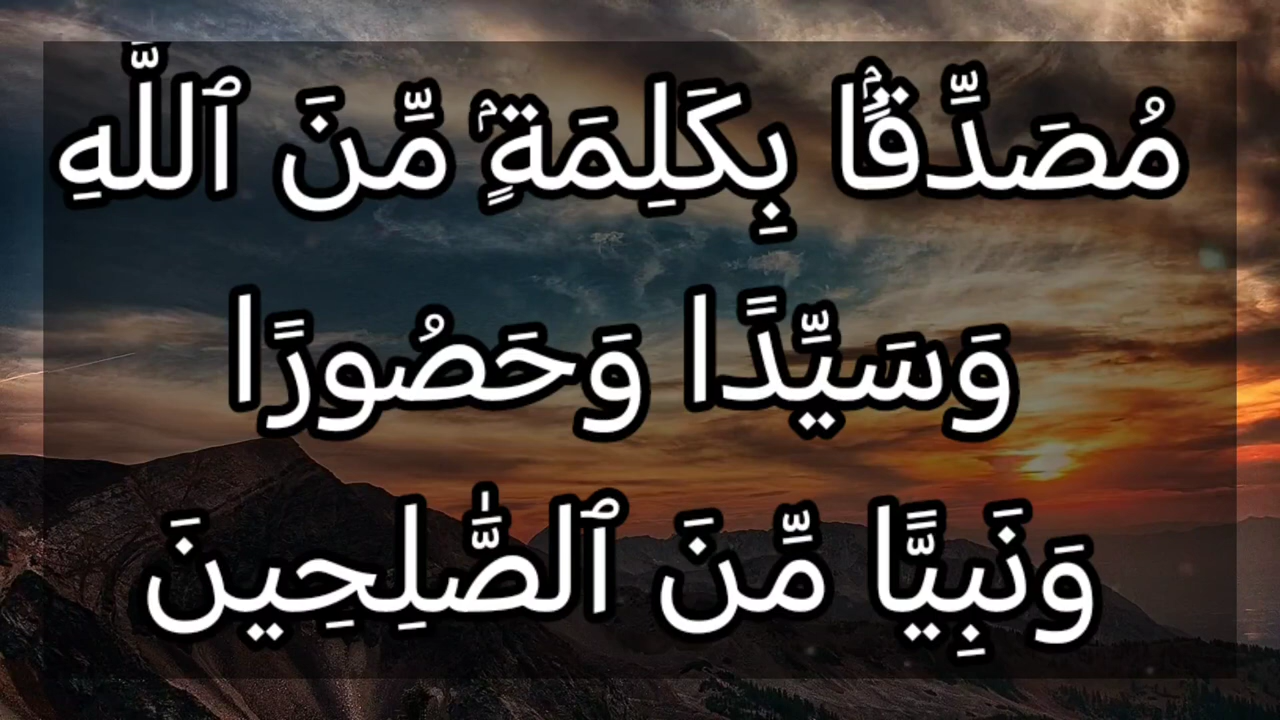 مُصَدِّقًۢا بِكَلِمَةٍۢ مِّنَ ٱللَّهِ
وَسَيِّدًا وَحَصُورًا
وَنَبِيًّا مِّنَ ٱلصَّٰلِحِينَ